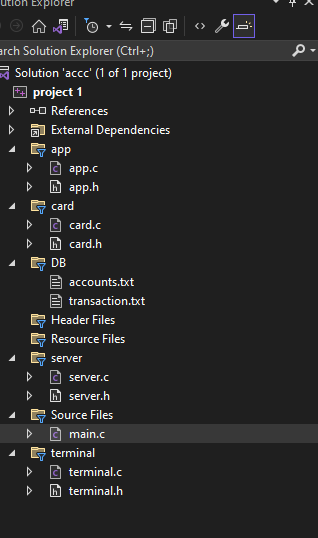 olution Explorer
arch Solution Explorer (Ctrl+;)
Solution 'accc' (1 of 1 project)
project 1
References
External Dependencies
app
app.c
app.h
card
card.c
card.h
DB
accounts.txt
transaction.txt
Header Files
Resource Files
server
server.c
server.h
Source Files
main.c
terminal
terminal.c
terminal.h